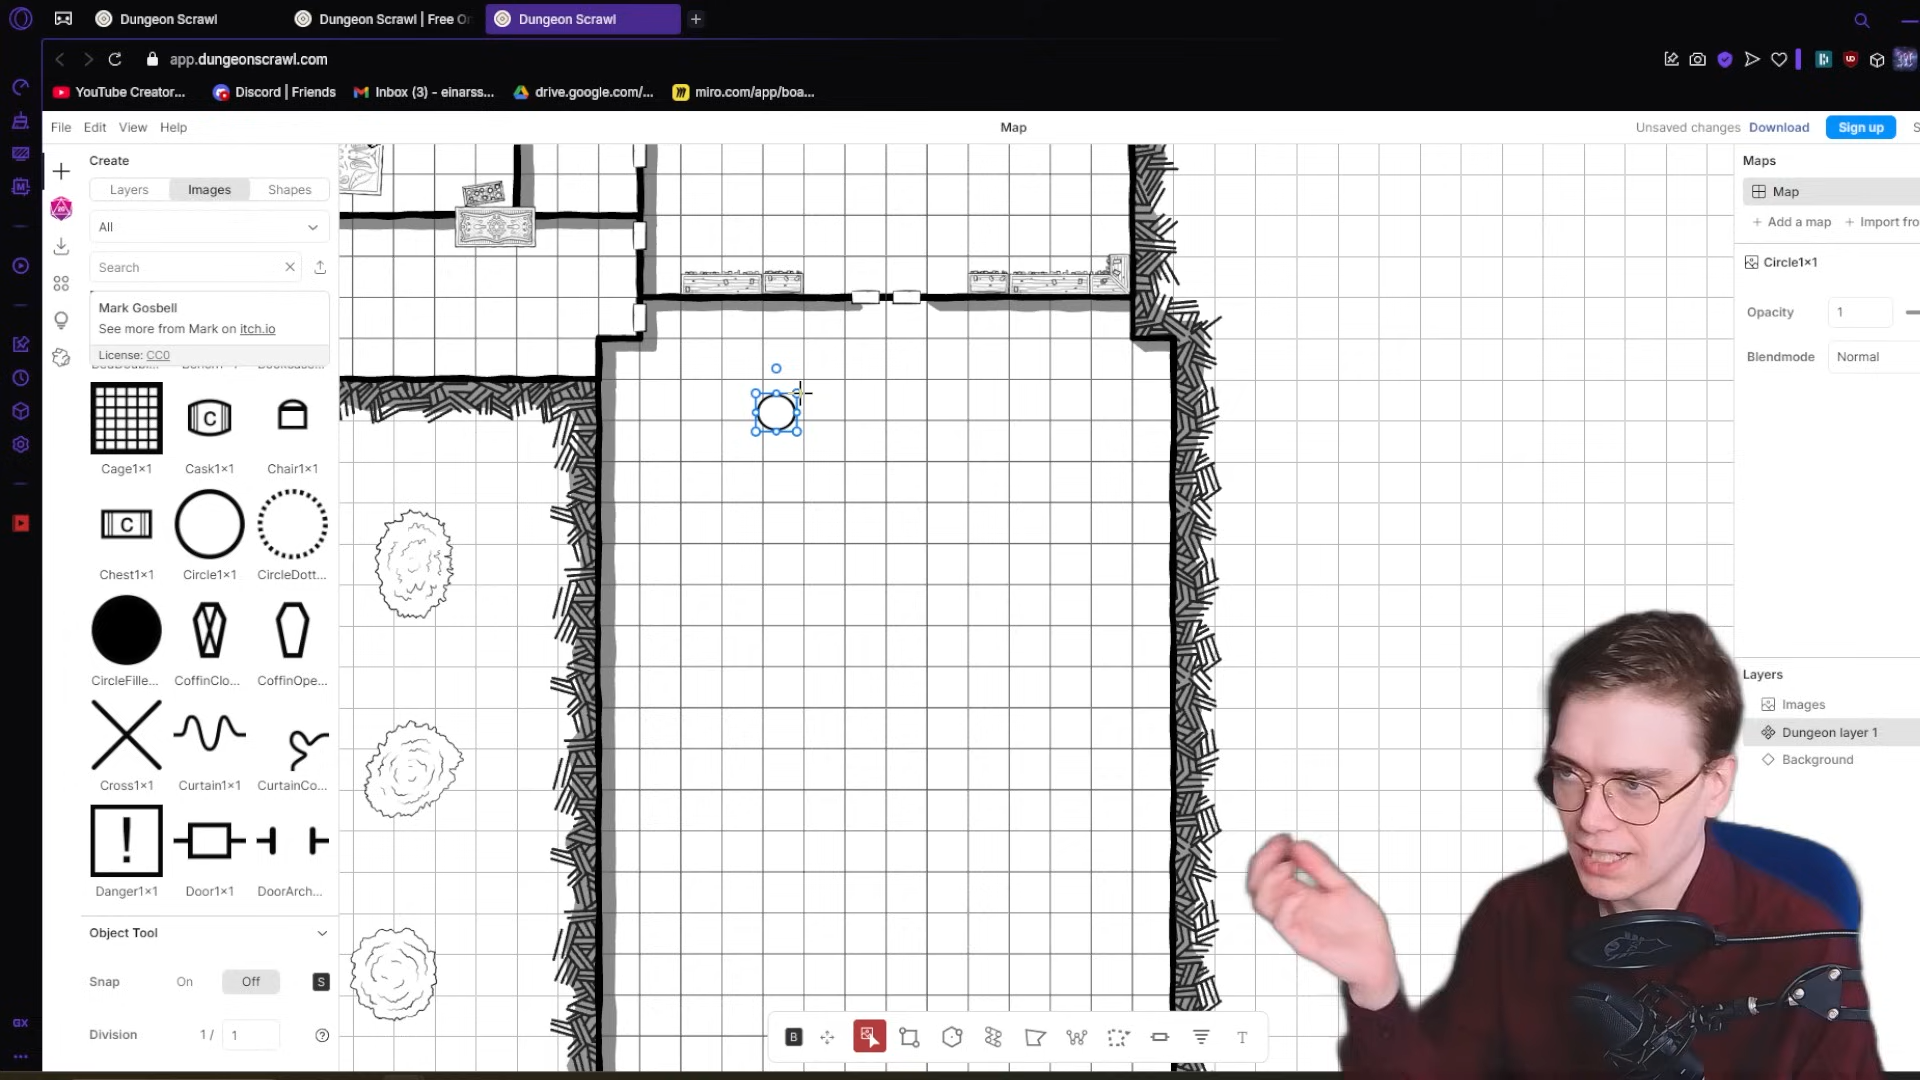 Dungeon Scrawl
Dungeon Scrawl | Free On
Dungeon Scrawl
app.dungeonscrawl.com
YouTube Creator...
Discord | Friends
Inbox (3) - einarss...
drive.google.com/...
miro.com/app/boa...
File Edit View Help
Map
Unsaved changes Download Sign up S
Create
Layers Images Shapes
All
Search
Mark Gosbell
See more from Mark on itch.io
License: CC0
Cage1×1 Cask1×1 Chair1×1
C
C
Chest1×1 Circle1×1 CircleDott...
CircleFille... CoffinClo... CoffinOpe...
Cross1×1 Curtain1×1 CurtainCo...
!
Danger1×1 Door1×1 DoorArch...
Object Tool
Snap On Off S
Division 1 / 1
GX
B
T
Maps
Map
+ Add a map + Import fro
Circle1×1
Opacity 1
Blendmode Normal
Layers
Images
Dungeon layer 1
Background